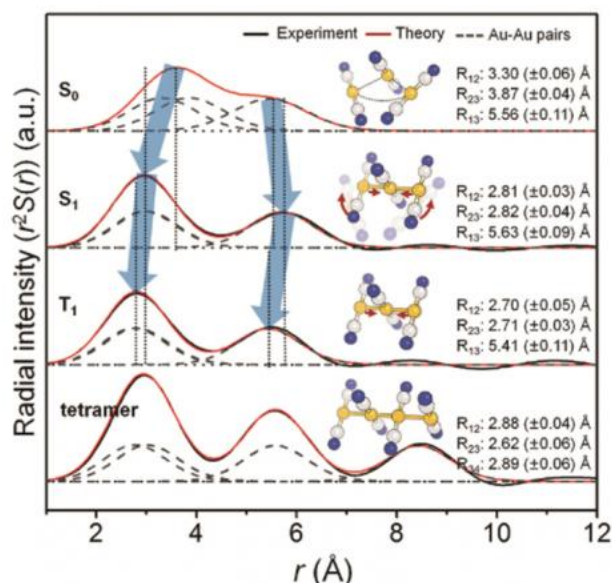 Experiment Theory Au-Au pairs
Radial intensity (r²S(r)) (a.u.)
S₀
R₁₂: 3.30 (±0.06) Å
R₂₃: 3.87 (±0.04) Å
R₁₃: 5.56 (±0.11) Å
S₁
R₁₂: 2.81 (±0.03) Å
R₂₃: 2.82 (±0.04) Å
R₁₃: 5.63 (±0.09) Å
T₁
R₁₂: 2.70 (±0.05) Å
R₂₃: 2.71 (±0.03) Å
R₁₃: 5.41 (±0.11) Å
tetramer
R₁₂: 2.88 (±0.04) Å
R₂₃: 2.62 (±0.06) Å
R₃₄: 2.89 (±0.06) Å
2 4 6 8 10 12
r (Å)